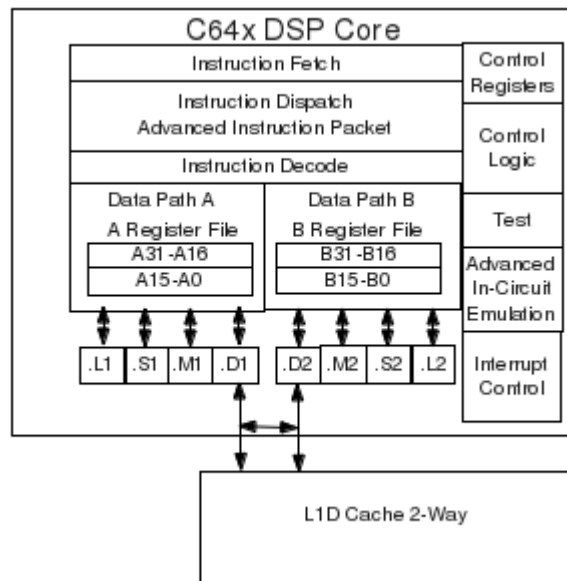 C64x DSP Core
Instruction Fetch
Control
Registers
Instruction Dispatch
Advanced Instruction Packet
Control
Logic
Instruction Decode
Data Path A
Data Path B
A Register File
B Register File
A31-A16
B31-B16
A15-A0
B15-B0
Test
Advanced
In-Circuit
Emulation
.L1 .S1 .M1 .D1 .D2 .M2 .S2 .L2
Interrupt
Control
L1D Cache 2-Way